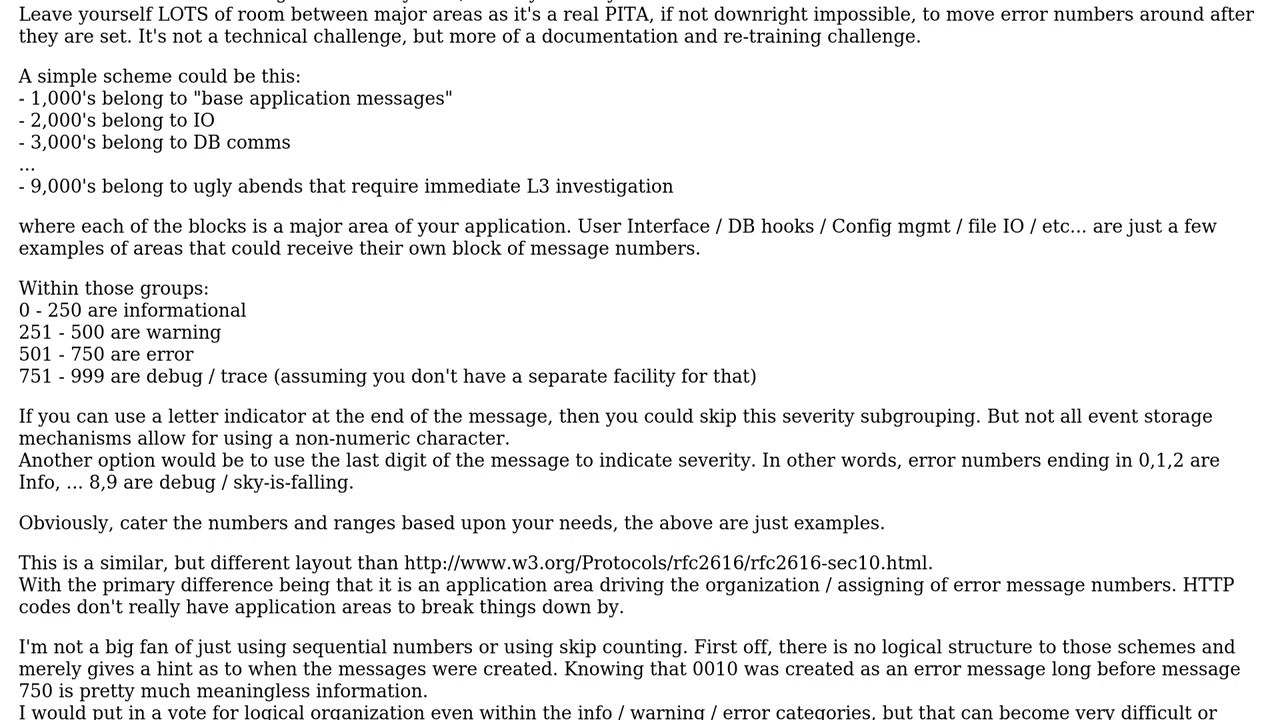 Leave yourself LOTS of room between major areas as it's a real PITA, if not downright impossible, to move error numbers around after
they are set. It's not a technical challenge, but more of a documentation and re-training challenge.
A simple scheme could be this:
- 1,000's belong to "base application messages"
- 2,000's belong to IO
- 3,000's belong to DB comms
...
- 9,000's belong to ugly abends that require immediate L3 investigation
where each of the blocks is a major area of your application. User Interface / DB hooks / Config mgmt / file IO / etc... are just a few
examples of areas that could receive their own block of message numbers.
Within those groups:
0 - 250 are informational
251 - 500 are warning
501 - 750 are error
751 - 999 are debug / trace (assuming you don't have a separate facility for that)
If you can use a letter indicator at the end of the message, then you could skip this severity subgrouping. But not all event storage
mechanisms allow for using a non-numeric character.
Another option would be to use the last digit of the message to indicate severity. In other words, error numbers ending in 0,1,2 are
Info, ... 8,9 are debug / sky-is-falling.
Obviously, cater the numbers and ranges based upon your needs, the above are just examples.
This is a similar, but different layout than http://www.w3.org/Protocols/rfc2616/rfc2616-sec10.html.
With the primary difference being that it is an application area driving the organization / assigning of error message numbers. HTTP
codes don't really have application areas to break things down by.
I'm not a big fan of just using sequential numbers or using skip counting. First off, there is no logical structure to those schemes and
merely gives a hint as to when the messages were created. Knowing that 0010 was created as an error message long before message
750 is pretty much meaningless information.
I would put in a vote for logical organization even within the info / warning / error categories, but that can become very difficult or